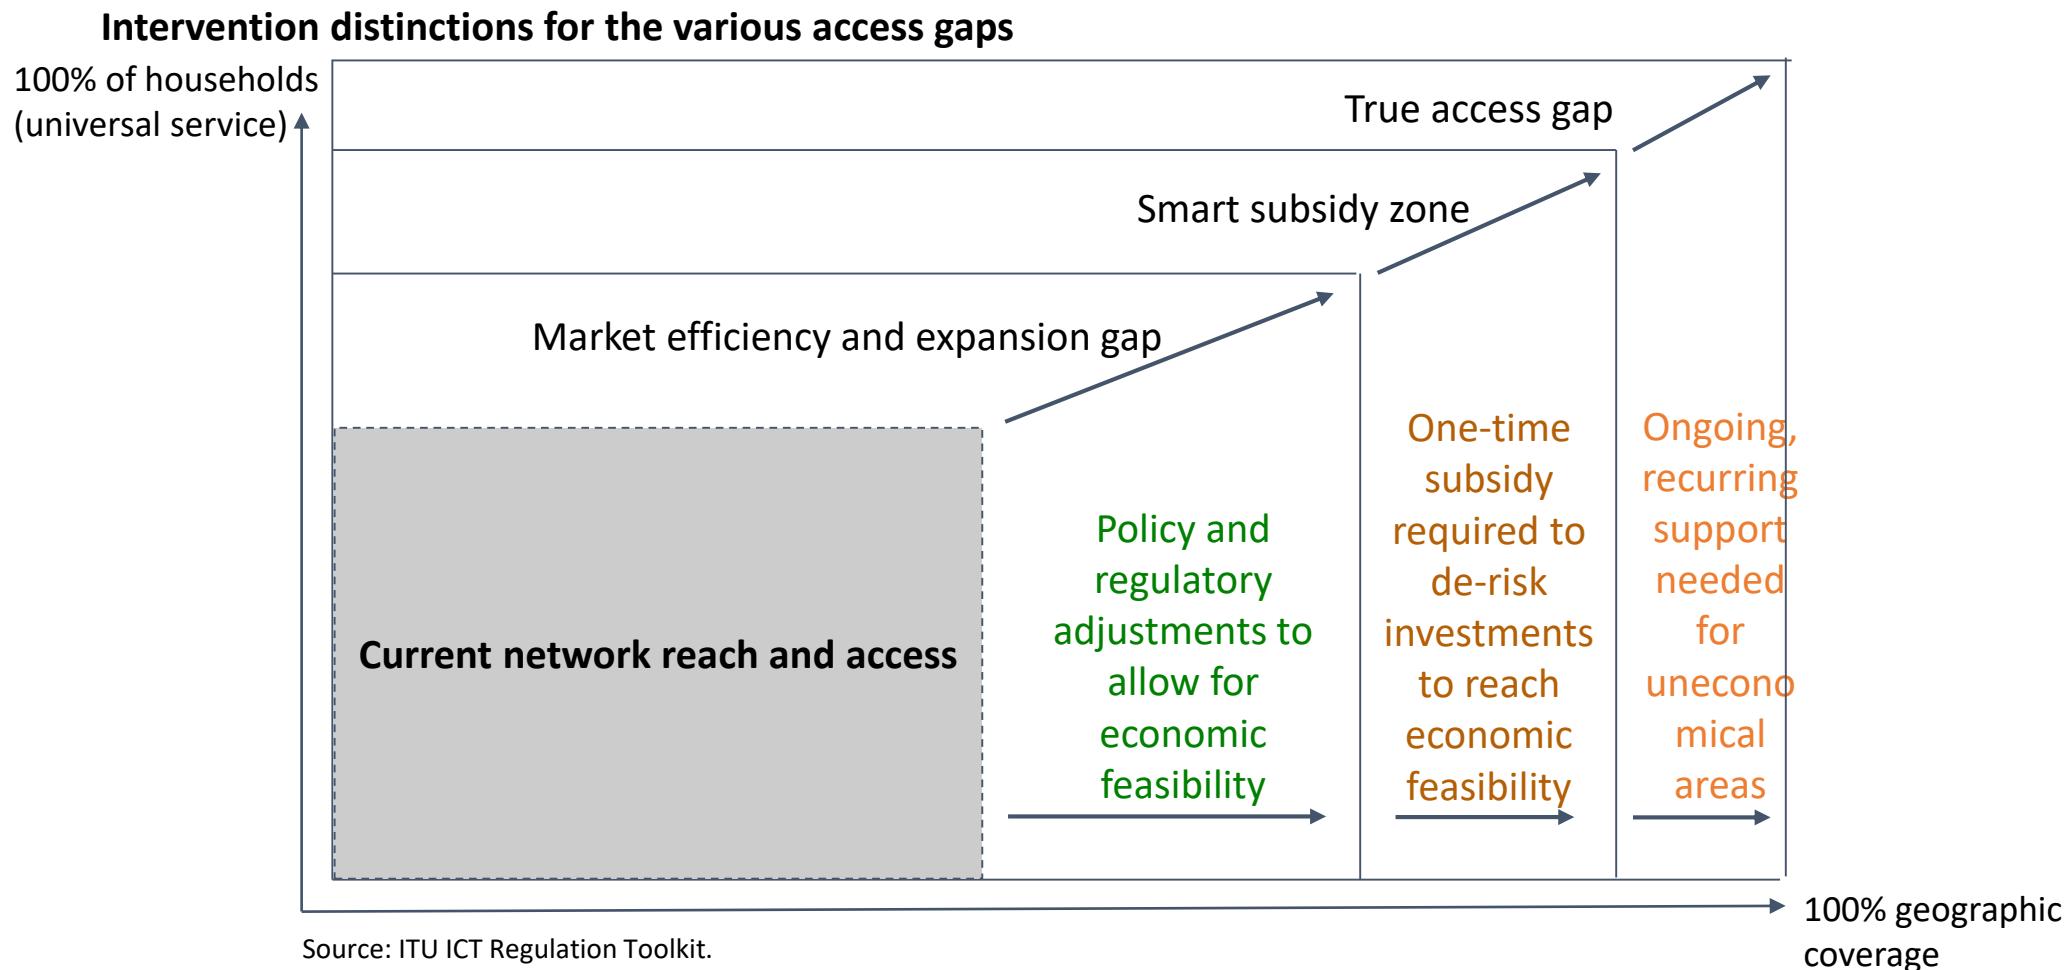 Intervention distinctions for the various access gaps
100% of households
(universal service)
True access gap
Smart subsidy zone
Market efficiency and expansion gap
Current network reach and access
Policy and
regulatory
adjustments to
allow for
economic
feasibility
One-time
subsidy
required to
de-risk
investments
to reach
economic
feasibility
Ongoing,
recurring
support
needed
for
unecono
mical
areas
100% geographic
coverage
Source: ITU ICT Regulation Toolkit.